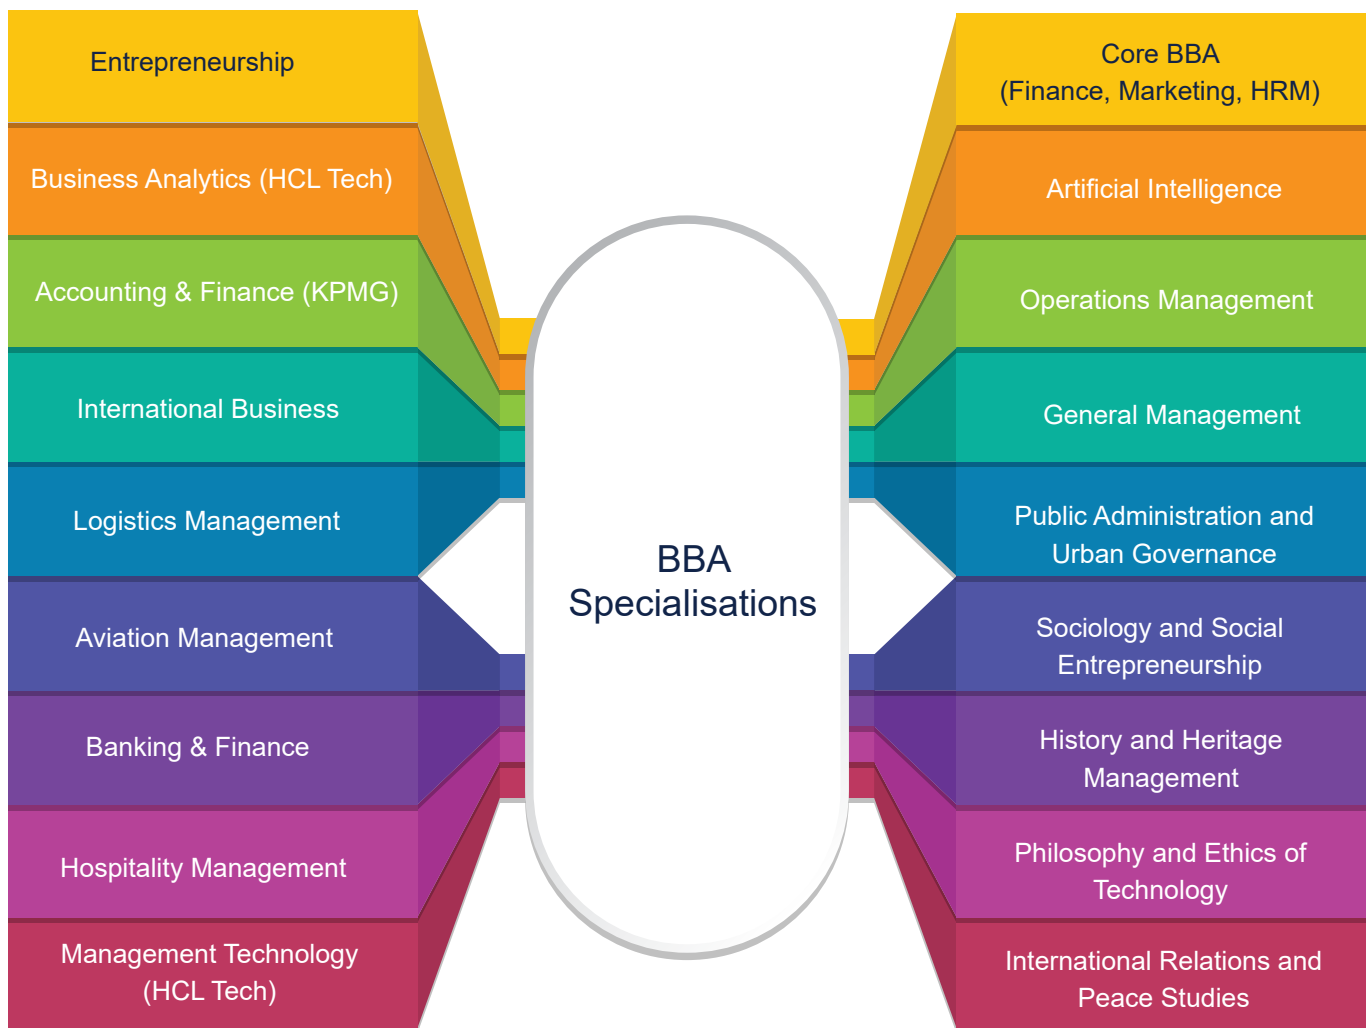 Entrepreneurship
Business Analytics (HCL Tech)
Accounting & Finance (KPMG)
International Business
Logistics Management
Aviation Management
Banking & Finance
Hospitality Management
Management Technology
(HCL Tech)
BBA
Specialisations
Core BBA
(Finance, Marketing, HRM)
Artificial Intelligence
Operations Management
General Management
Public Administration and
Urban Governance
Sociology and Social
Entrepreneurship
History and Heritage
Management
Philosophy and Ethics of
Technology
International Relations and
Peace Studies